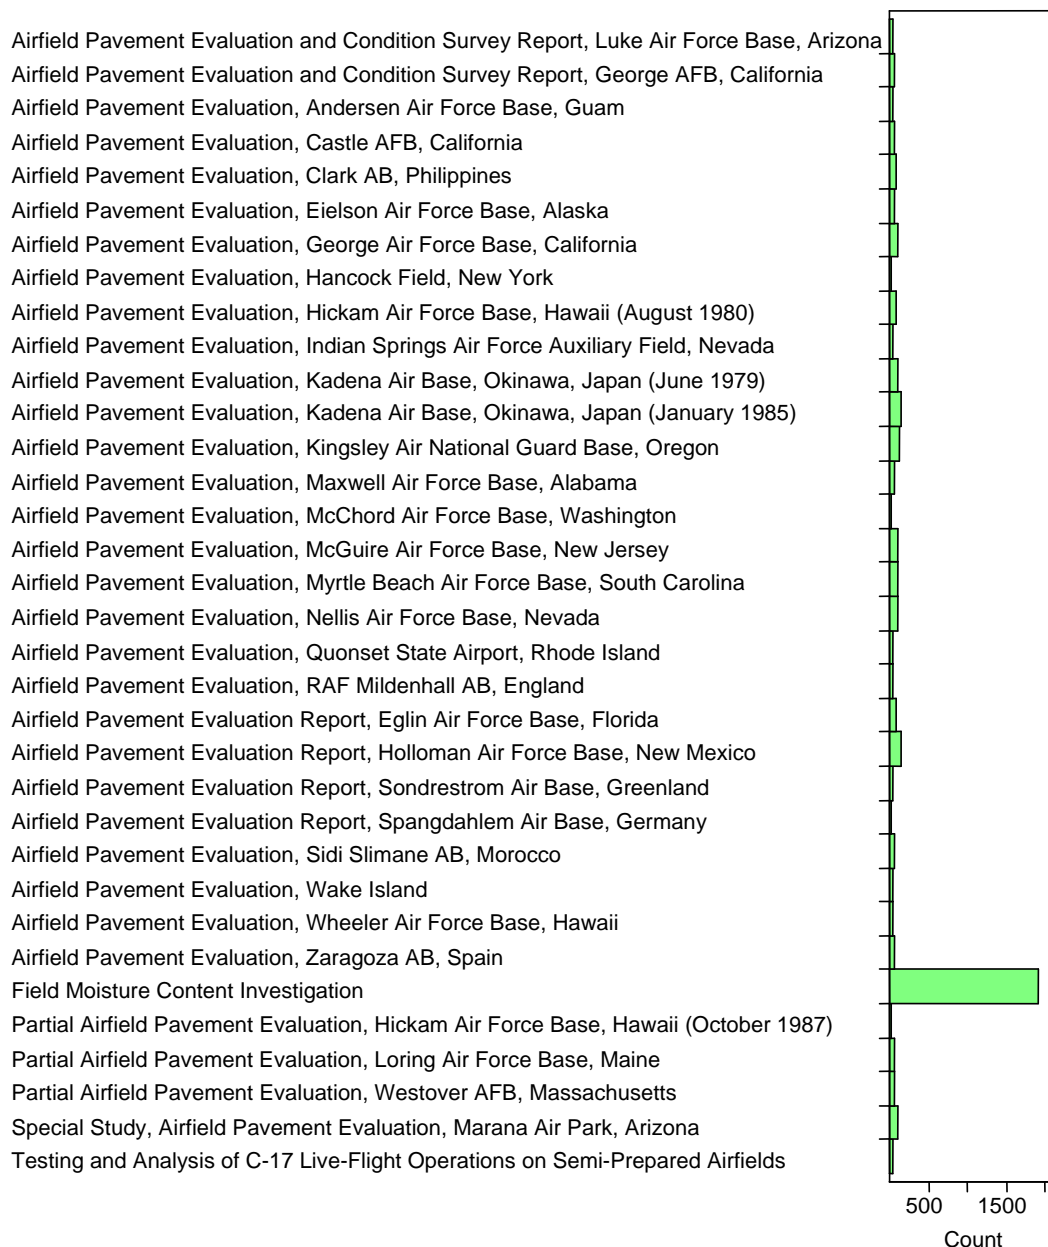 Airfield Pavement Evaluation and Condition Survey Report, Luke Air Force Base, Arizona
Airfield Pavement Evaluation and Condition Survey Report, George AFB, California
Airfield Pavement Evaluation, Andersen Air Force Base, Guam
Airfield Pavement Evaluation, Castle AFB, California
Airfield Pavement Evaluation, Clark AB, Philippines
Airfield Pavement Evaluation, Eielson Air Force Base, Alaska
Airfield Pavement Evaluation, George Air Force Base, California
Airfield Pavement Evaluation, Hancock Field, New York
Airfield Pavement Evaluation, Hickam Air Force Base, Hawaii (August 1980)
Airfield Pavement Evaluation, Indian Springs Air Force Auxiliary Field, Nevada
Airfield Pavement Evaluation, Kadena Air Base, Okinawa, Japan (June 1979)
Airfield Pavement Evaluation, Kadena Air Base, Okinawa, Japan (January 1985)
Airfield Pavement Evaluation, Kingsley Air National Guard Base, Oregon
Airfield Pavement Evaluation, Maxwell Air Force Base, Alabama
Airfield Pavement Evaluation, McChord Air Force Base, Washington
Airfield Pavement Evaluation, McGuire Air Force Base, New Jersey
Airfield Pavement Evaluation, Myrtle Beach Air Force Base, South Carolina
Airfield Pavement Evaluation, Nellis Air Force Base, Nevada
Airfield Pavement Evaluation, Quonset State Airport, Rhode Island
Airfield Pavement Evaluation, RAF Mildenhall AB, England
Airfield Pavement Evaluation Report, Eglin Air Force Base, Florida
Airfield Pavement Evaluation Report, Holloman Air Force Base, New Mexico
Airfield Pavement Evaluation Report, Sondrestrom Air Base, Greenland
Airfield Pavement Evaluation Report, Spangdahlem Air Base, Germany
Airfield Pavement Evaluation, Sidi Slimane AB, Morocco
Airfield Pavement Evaluation, Wake Island
Airfield Pavement Evaluation, Wheeler Air Force Base, Hawaii
Airfield Pavement Evaluation, Zaragoza AB, Spain
Field Moisture Content Investigation
Partial Airfield Pavement Evaluation, Hickam Air Force Base, Hawaii (October 1987)
Partial Airfield Pavement Evaluation, Loring Air Force Base, Maine
Partial Airfield Pavement Evaluation, Westover AFB, Massachusetts
Special Study, Airfield Pavement Evaluation, Marana Air Park, Arizona
Testing and Analysis of C-17 Live-Flight Operations on Semi-Prepared Airfields
500 1500
Count